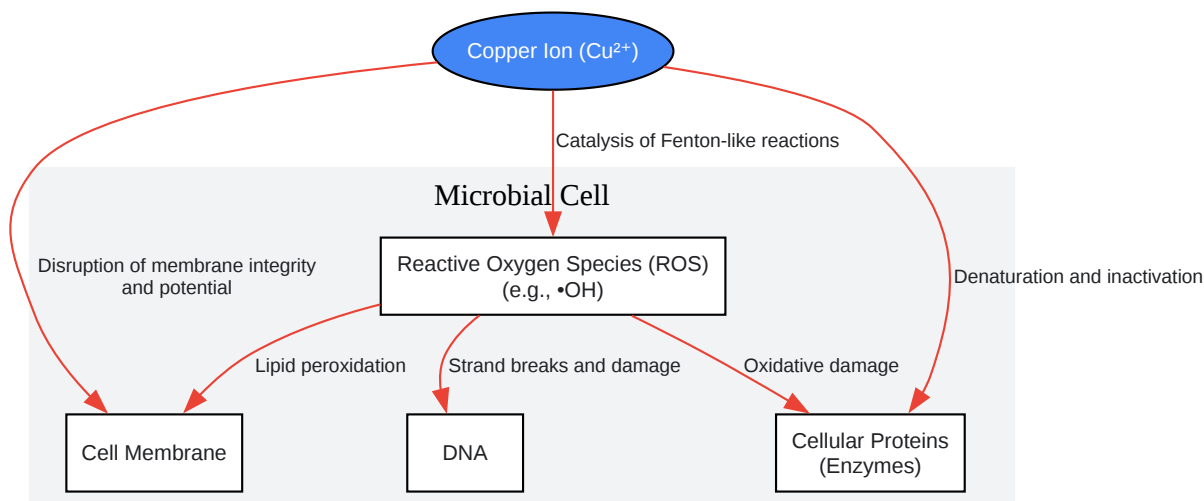 Copper Ion (Cu²⁺)
Catalysis of Fenton-like reactions
Microbial Cell
Reactive Oxygen Species (ROS)
(e.g., •OH)
Disruption of membrane integrity
and potential
Denaturation and inactivation
Lipid peroxidation
Strand breaks and damage
Oxidative damage
Cell Membrane
DNA
Cellular Proteins
(Enzymes)